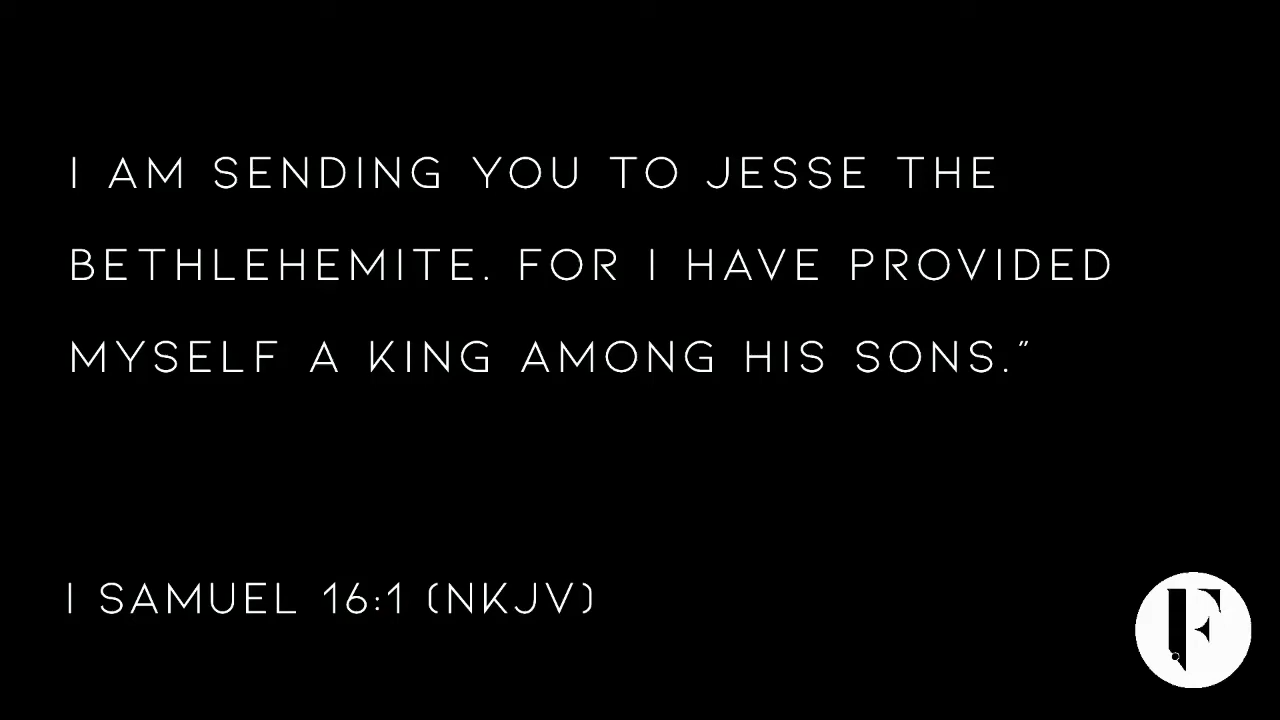 I AM SENDING YOU TO JESSE THE
BETHLEHEMITE. FOR I HAVE PROVIDED
MYSELF A KING AMONG HIS SONS.”
I SAMUEL 16:1 (NKJV)
F